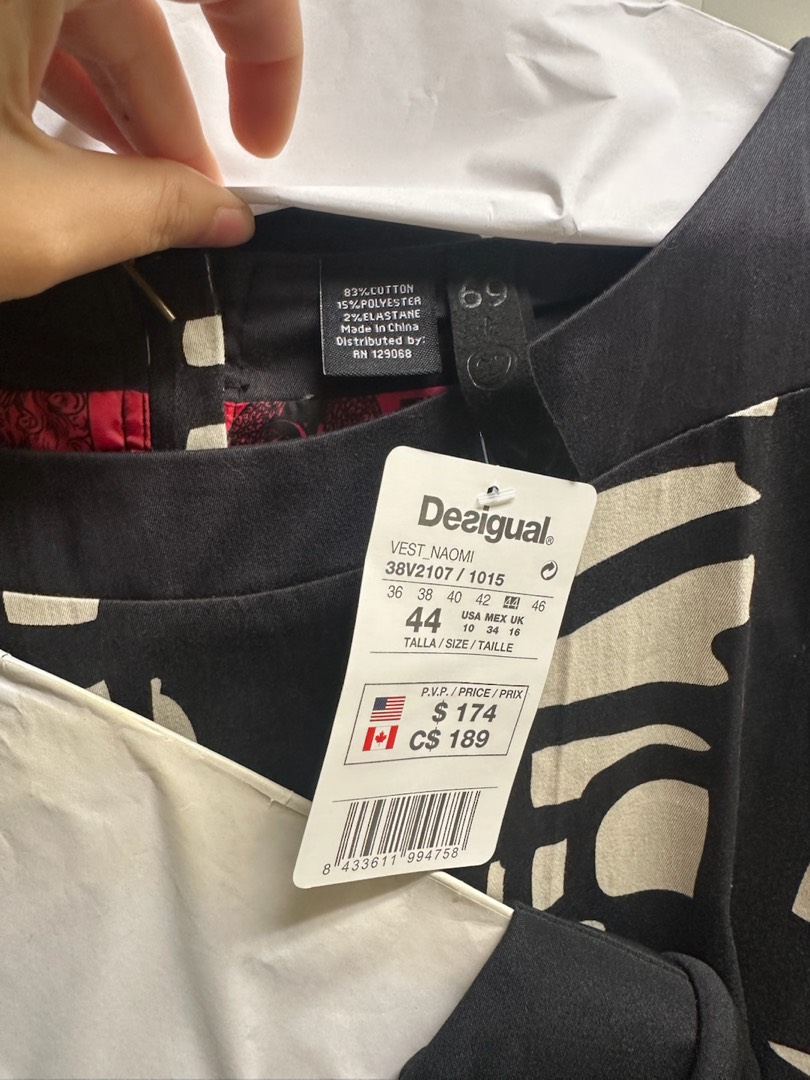 83%COTTON
15%POLYESTER
2%ELASTANE
Made in China
Distributed by:
RN 129068
69
Desigual®
VEST_NAOMI
38V2107 / 1015
36 38 40 42 44 46
44 USA MEX UK
10 34 16
TALLA / SIZE / TAILLE
P.V.P. / PRICE / PRIX
$ 174
C$ 189
8 433611 994758